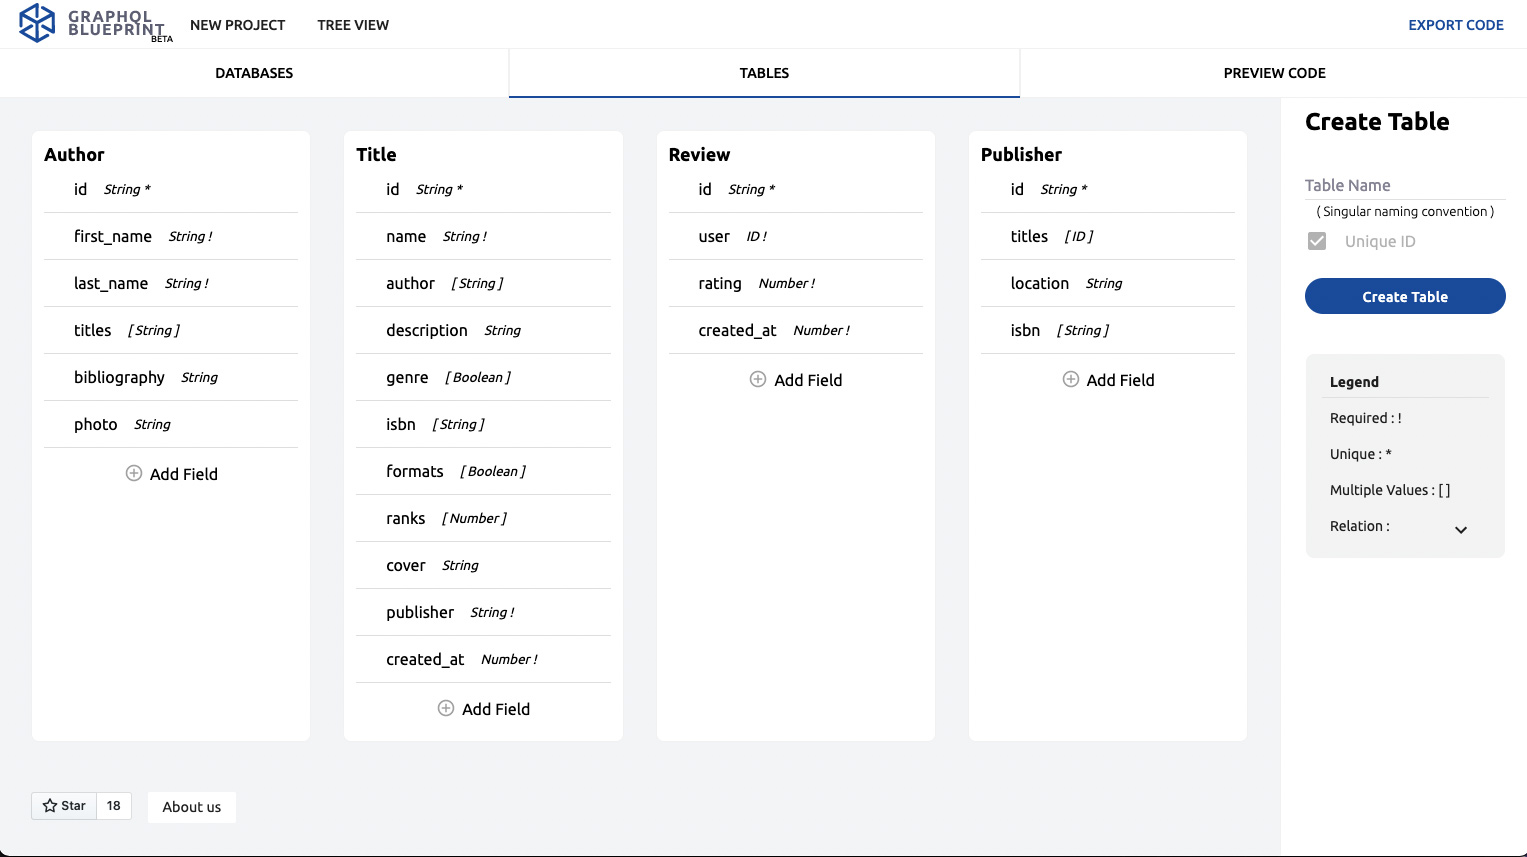 GRAPHQL
BLUEPRINT
BETA
NEW PROJECT
TREE VIEW
EXPORT CODE
DATABASES
TABLES
PREVIEW CODE
Author
id String *
first_name String !
last_name String !
titles [ String ]
bibliography String
photo String
Add Field
Title
id String *
name String !
author [ String ]
description String
genre [ Boolean ]
isbn [ String ]
formats [ Boolean ]
ranks [ Number ]
cover String
publisher String !
created_at Number !
Add Field
Review
id String *
user ID !
rating Number !
created_at Number !
Add Field
Publisher
id String *
titles [ ID ]
location String
isbn [ String ]
Add Field
Create Table
Table Name
( Singular naming convention )
Unique ID
Create Table
Legend
Required : !
Unique : *
Multiple Values : [ ]
Relation :
Star 18
About us